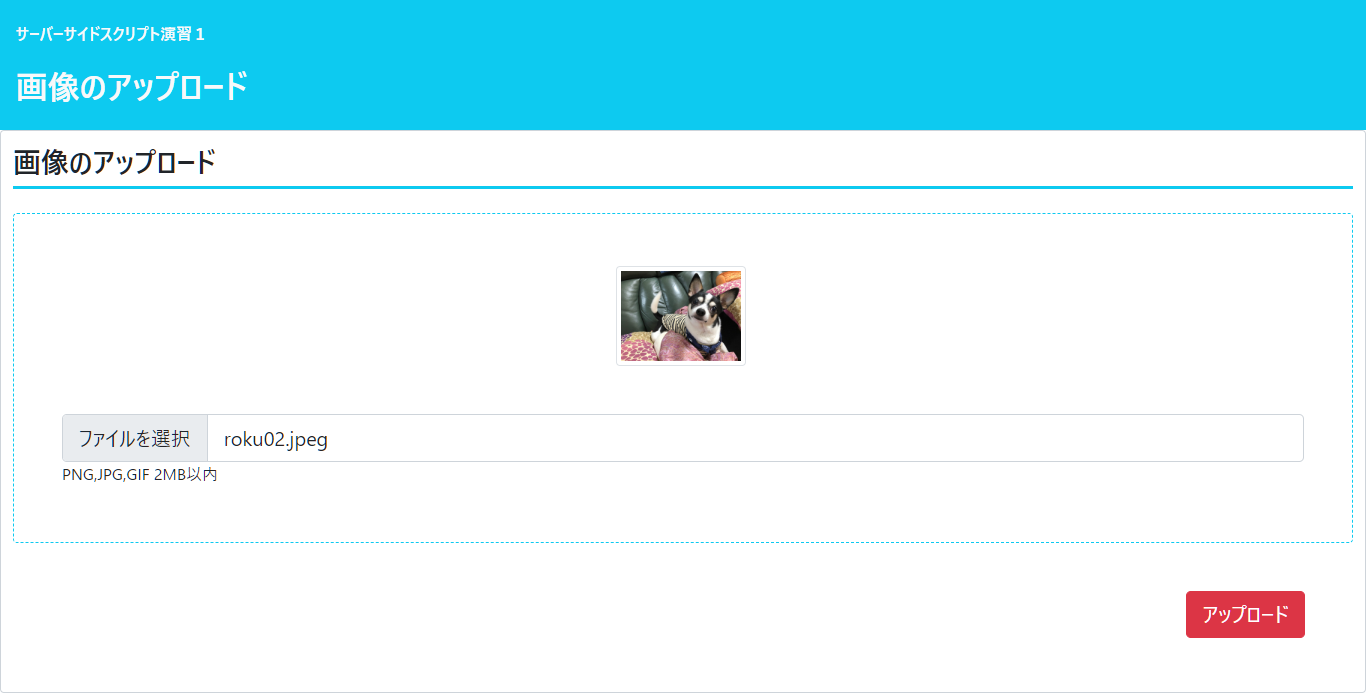 サーバーサイドスクリプト演習 1
画像のアップロード
画像のアップロード
ファイルを選択 roku02.jpeg
PNG,JPG,GIF 2MB以内
アップロード